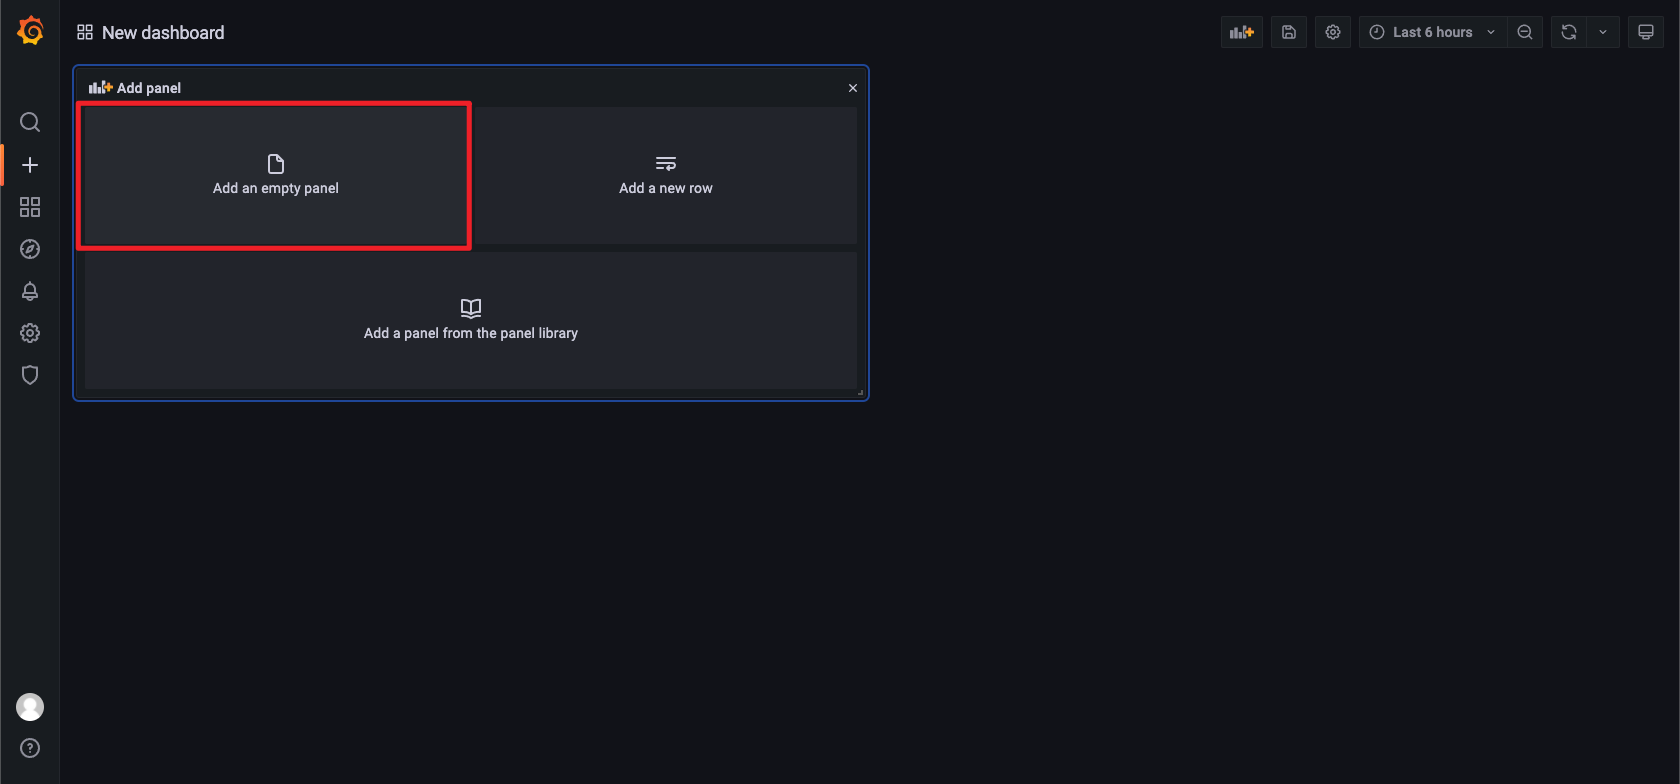 New dashboard
Last 6 hours
Add panel
Add an empty panel
Add a new row
Add a panel from the panel library